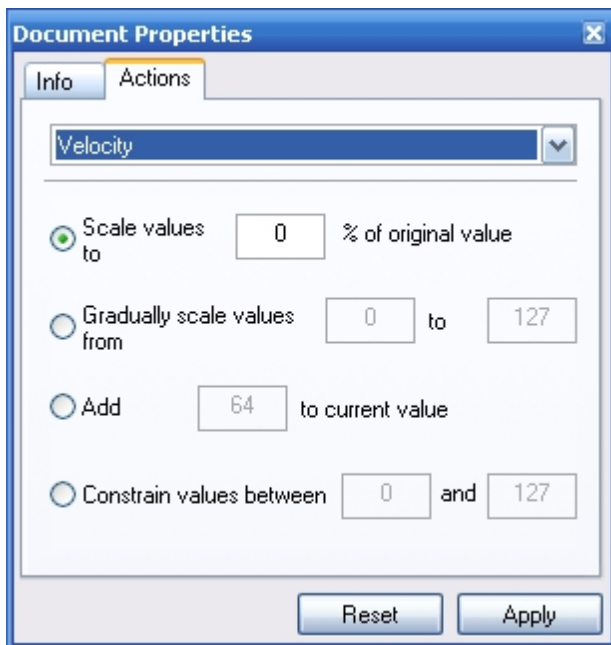 Document Properties
Info Actions
Velocity
Scale values to 0 % of original value
Gradually scale values from 0 to 127
Add 64 to current value
Constrain values between 0 and 127
Reset Apply